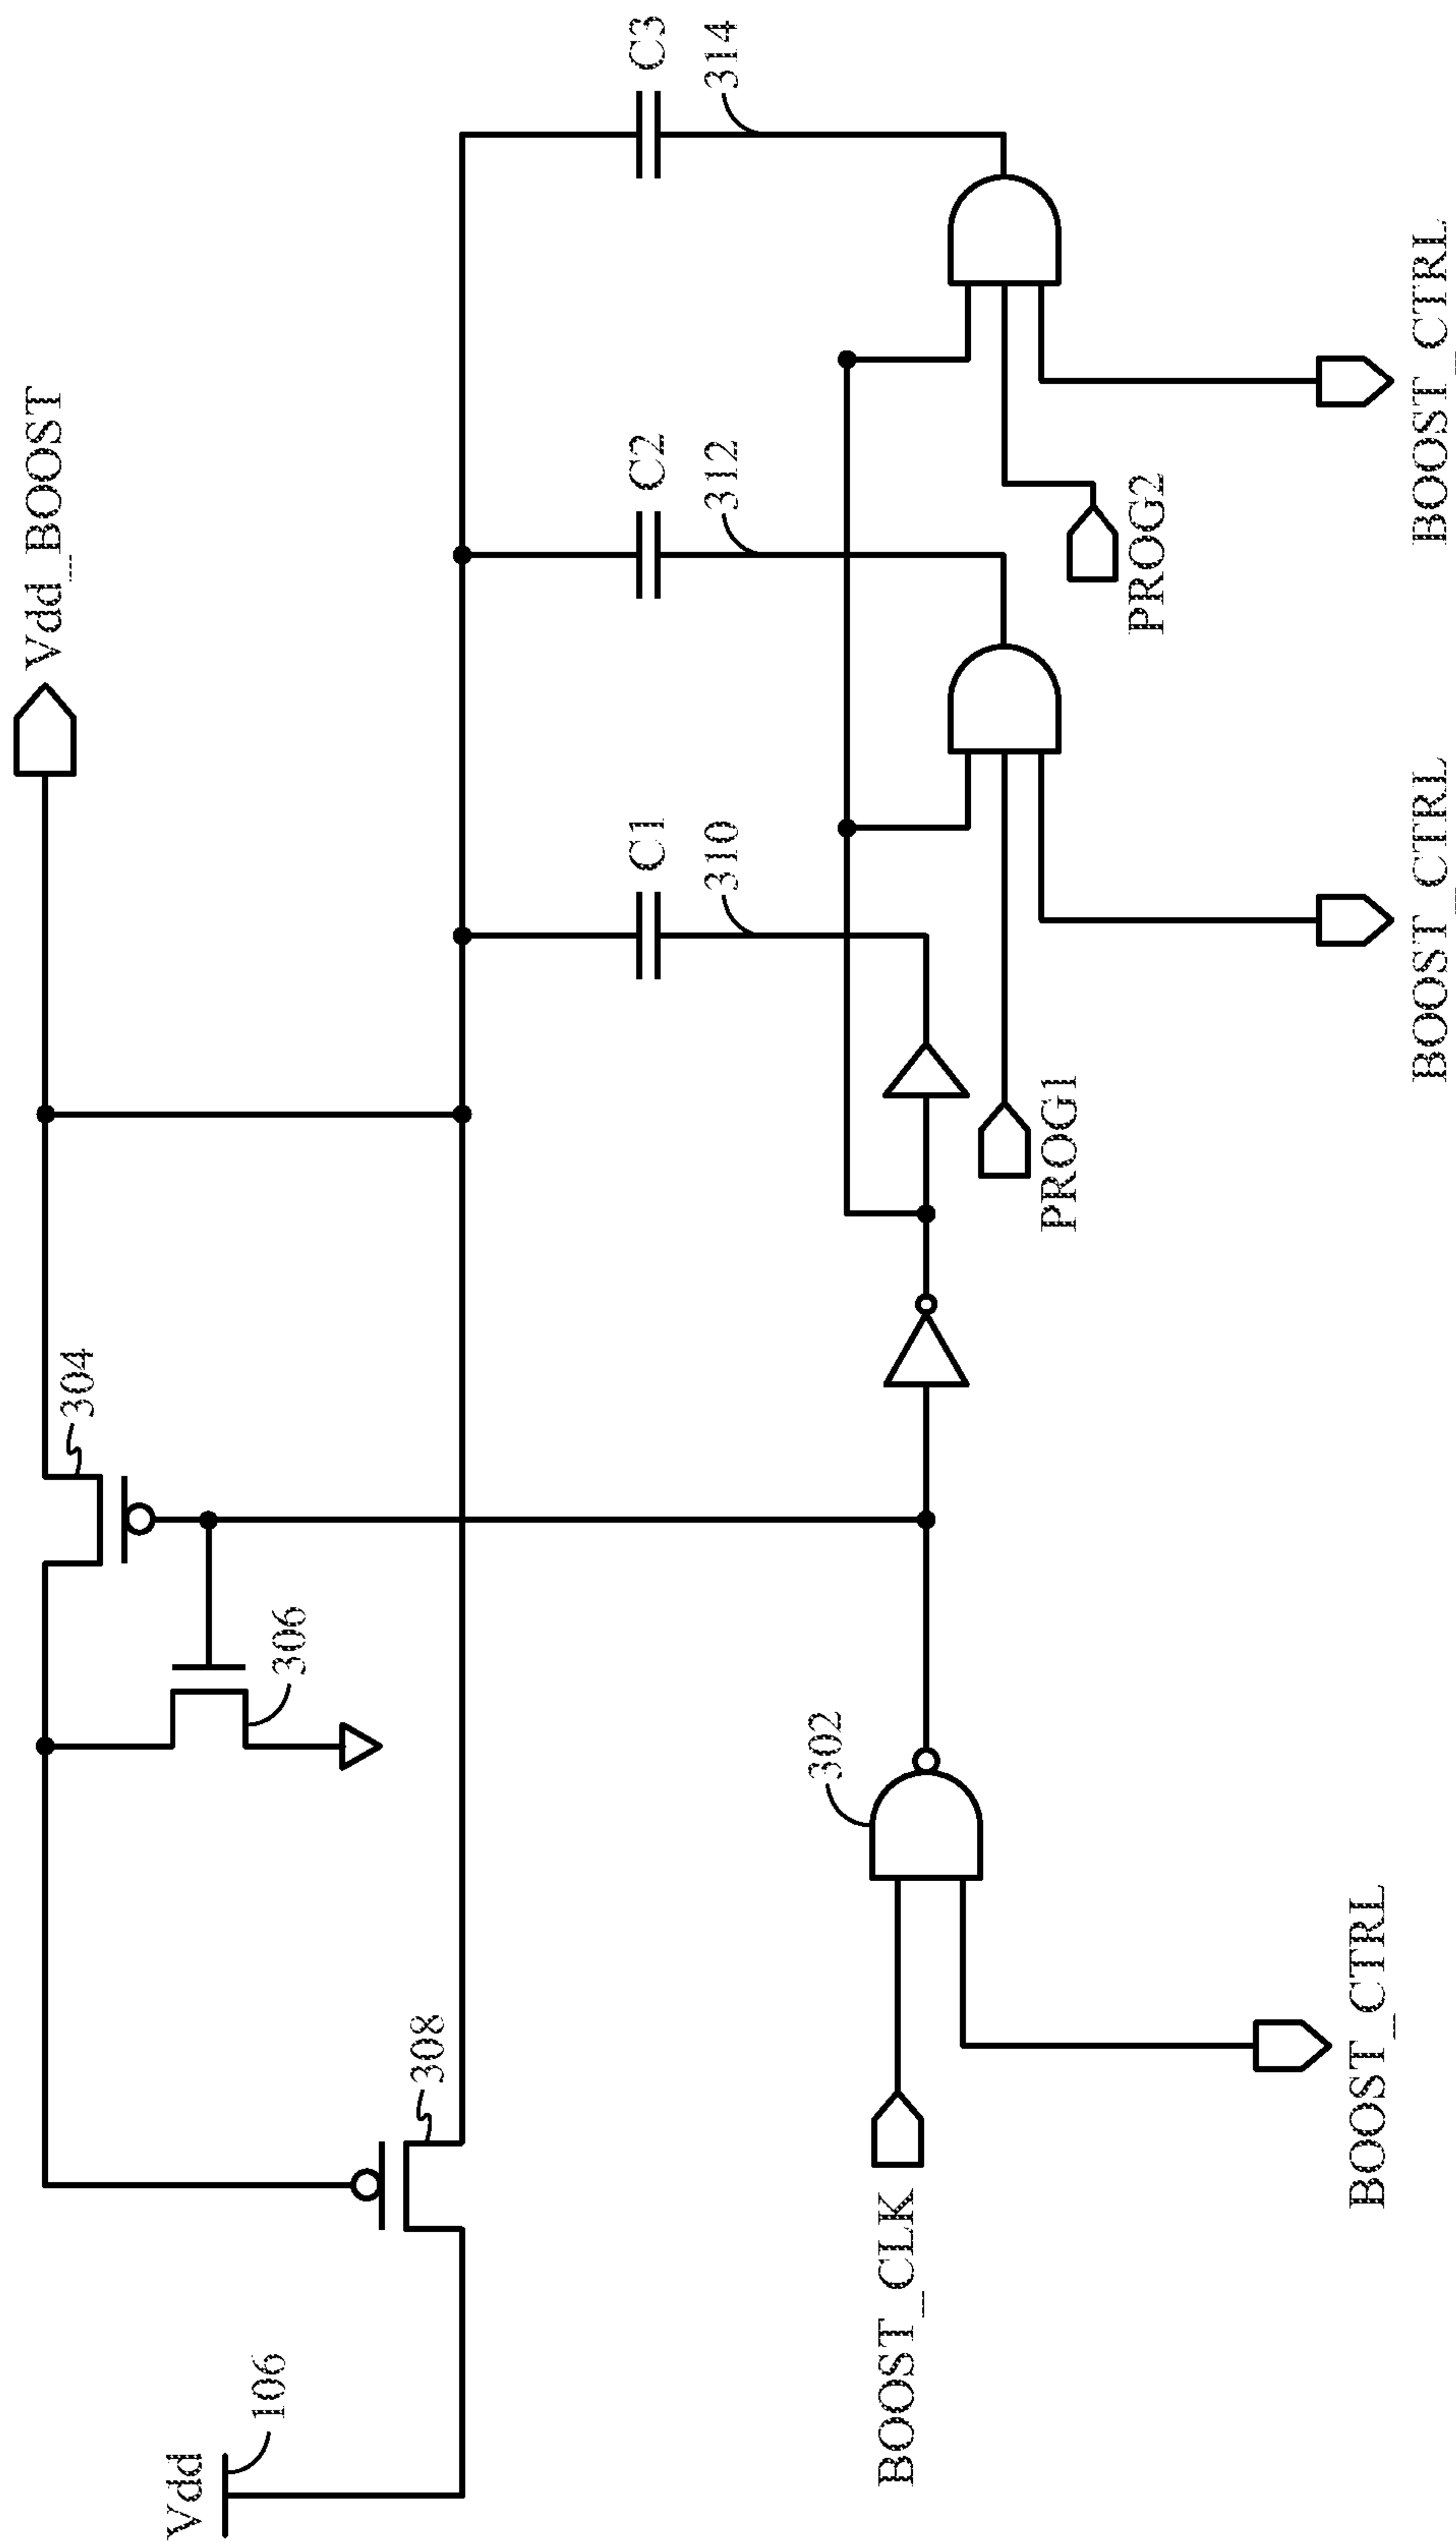 Vdd
106
308
306
304
Vdd_BOOST
C1
310
C2
312
C3
314
302
BOOST_CLK
BOOST_CTRL
PROG1
BOOST_CTRL
PROG2
BOOST_CTRL